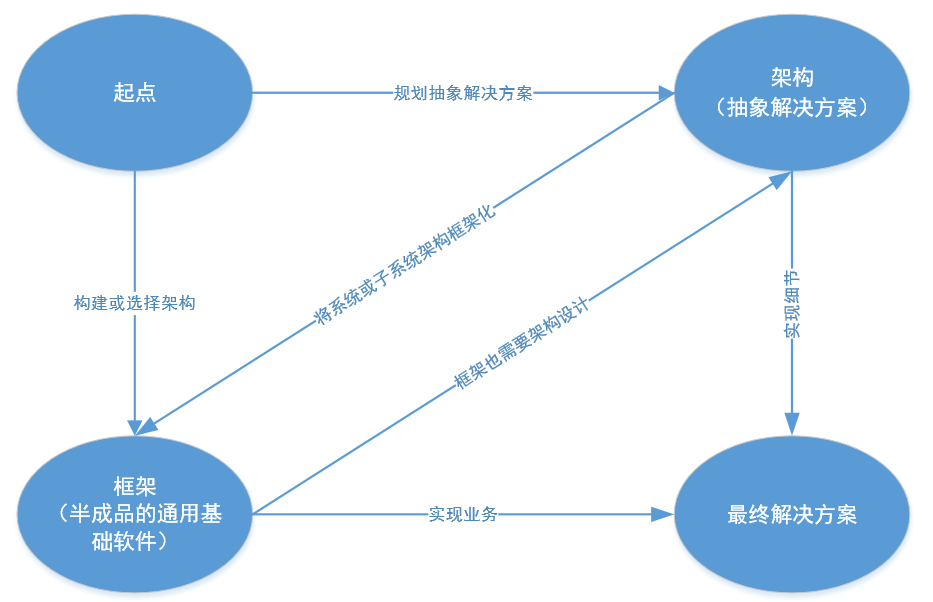 起点
规划抽象解决方案
架构
（抽象解决方案）
将系统或子系统架构框架化
构建或选择架构
框架也需要架构设计
实现细节
框架
（半成品的通用基
础软件）
实现业务
最终解决方案